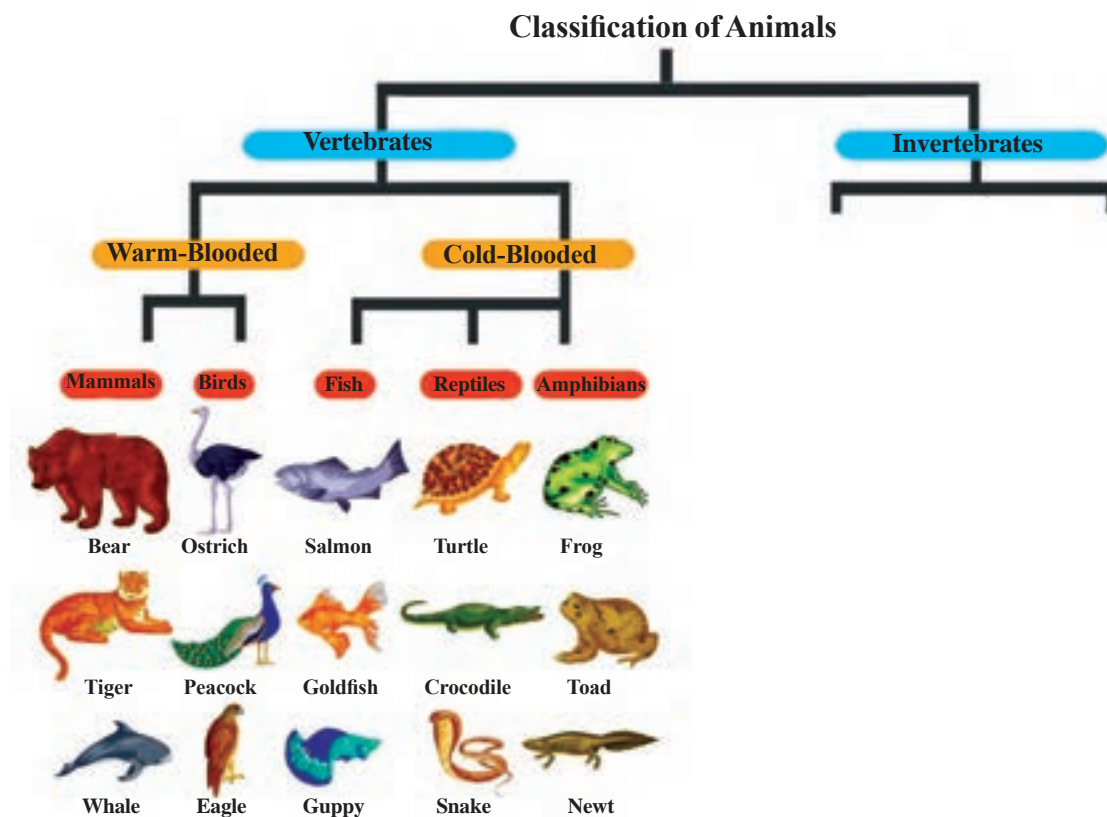 Classification of Animals
Vertebrates
Invertebrates
Warm-Blooded
Cold-Blooded
Mammals
Birds
Fish
Reptiles
Amphibians
Bear
Ostrich
Salmon
Turtle
Frog
Tiger
Peacock
Goldfish
Crocodile
Toad
Whale
Eagle
Guppy
Snake
Newt